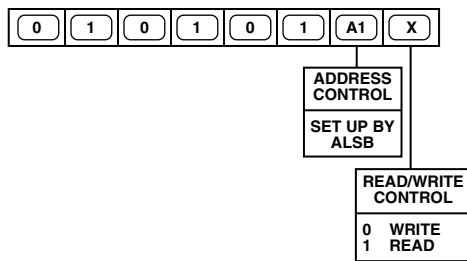 0 1 0 1 0 1 A1 X
ADDRESS
CONTROL
SET UP BY
ALSB
READ/WRITE
CONTROL
0 WRITE
1 READ